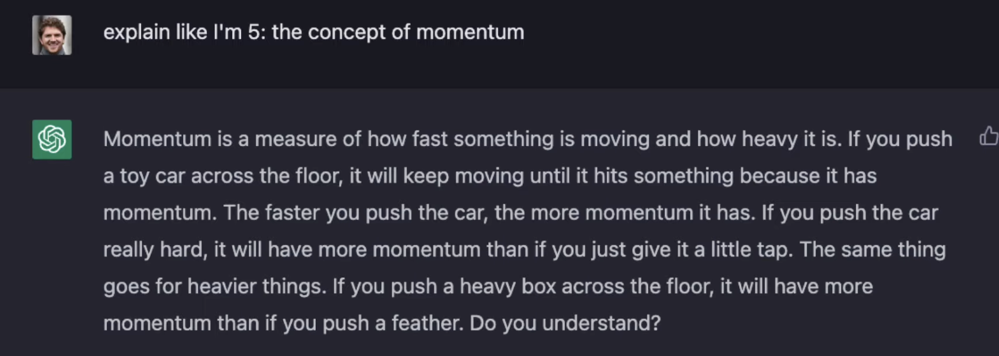 explain like I'm 5: the concept of momentum
Momentum is a measure of how fast something is moving and how heavy it is. If you push
a toy car across the floor, it will keep moving until it hits something because it has
momentum. The faster you push the car, the more momentum it has. If you push the car
really hard, it will have more momentum than if you just give it a little tap. The same thing
goes for heavier things. If you push a heavy box across the floor, it will have more
momentum than if you push a feather. Do you understand?